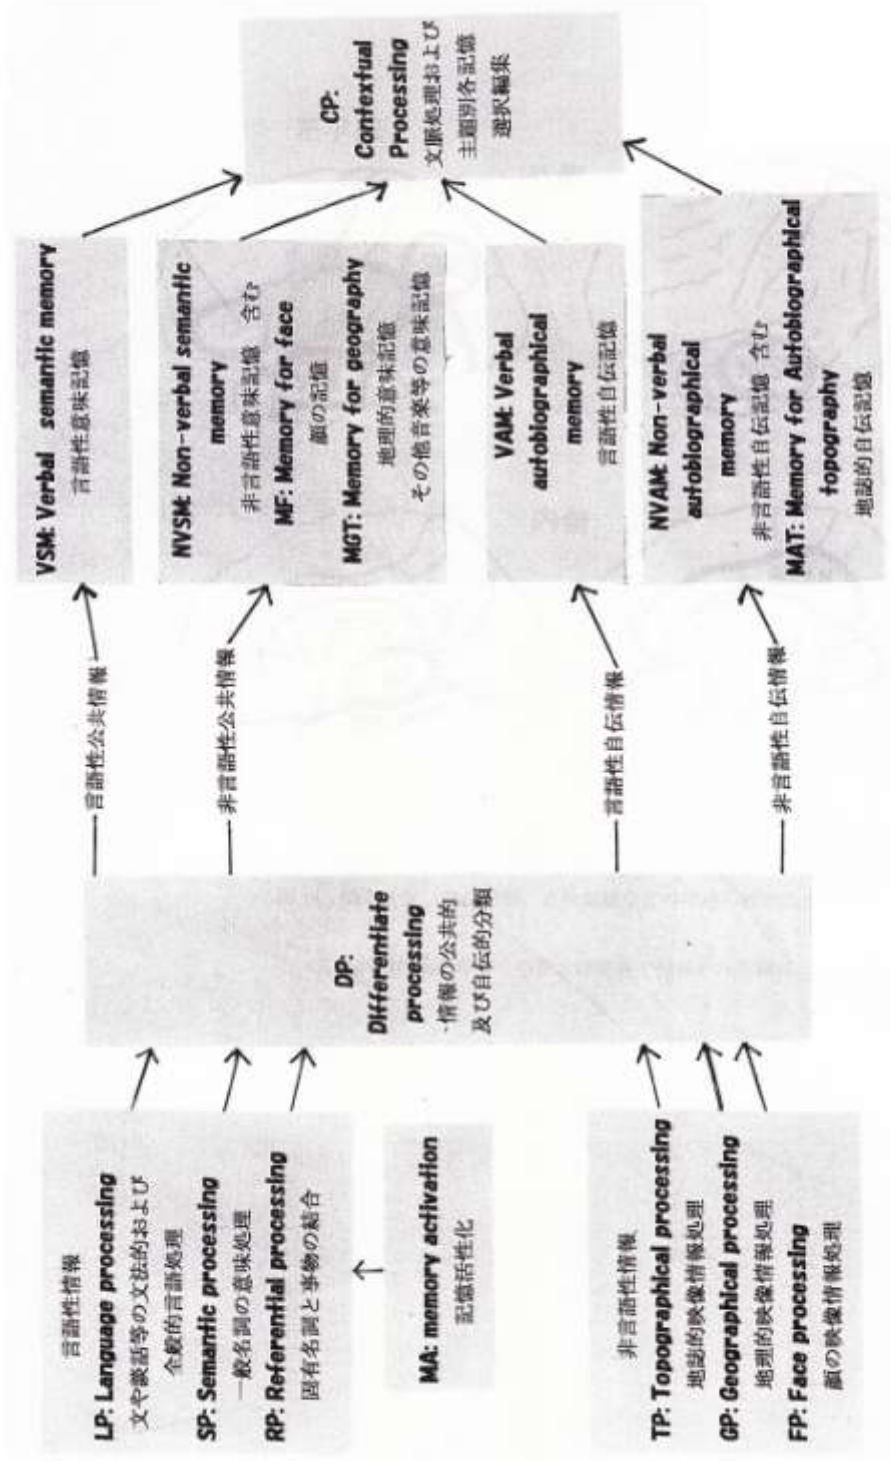 言語性情報
LP: Language processing
文や談話等の文法的および
全般的言語処理
SP: Semantic processing
一般名詞の意味処理
RP: Referential processing
固有名詞と事物の結合
MA: memory activation
記憶活性化
非言語性情報
TP: Topographical processing
地誌的映像情報処理
GP: Geographical processing
地理的映像情報処理
FP: Face processing
顔の映像情報処理
DP:
Differentiate
processing
情報の公共的
及び自伝的分類
言語性公共情報
非言語性公共情報
言語性自伝情報
非言語性自伝情報
VSM: Verbal semantic memory
言語性意味記憶
NVSM: Non-verbal semantic
memory
非言語性意味記憶 含む
MF: Memory for face
顔の記憶
MGT: Memory for geography
地理的意味記憶
その他音楽等の意味記憶
VAM: Verbal
autobiographical
memory
言語性自伝記憶
NVAM: Non-verbal
autobiographical
memory
非言語性自伝記憶 含む
MAT: Memory for Autobiographical
topography
地誌的自伝記憶
CP:
Contextual
Processing
文脈処理および
主題別各記憶
選択編集